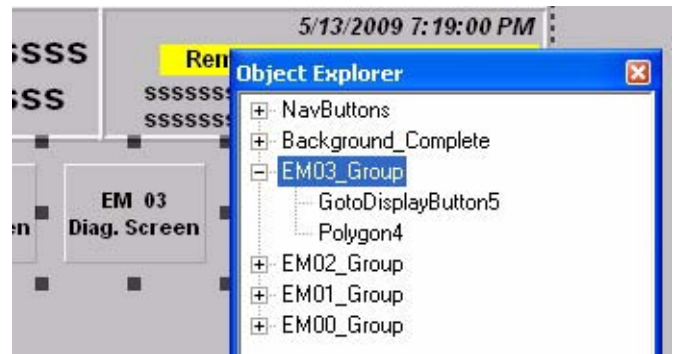 5/13/2009 7:19:00 PM
SSS
Object Explorer
SSS
NavButtons
Background_Complete
EM03_Group
GotoDisplayButton5
EM 03
Diag. Screen
Polygon4
EM02_Group
EM01_Group
EM00_Group